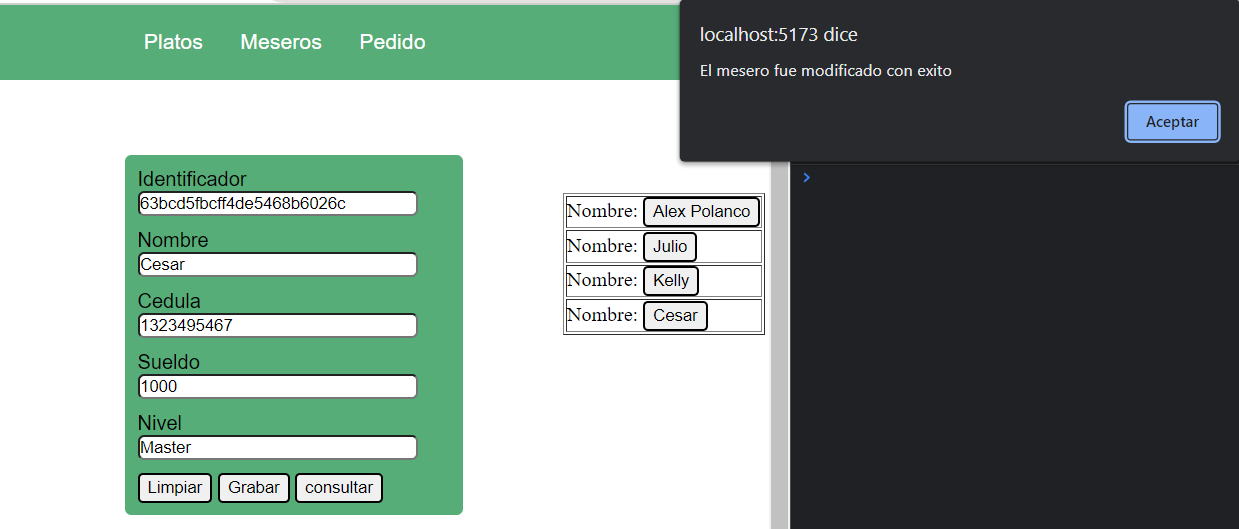 Platos Meseros Pedido
localhost:5173 dice
El mesero fue modificado con exito
Aceptar
Identificador
63bcd5fbcff4de5468b6026c
Nombre
Cesar
Cedula
1323495467
Sueldo
1000
Nivel
Master
Limpiar Grabar consultar
Nombre: Alex Polanco
Nombre: Julio
Nombre: Kelly
Nombre: Cesar